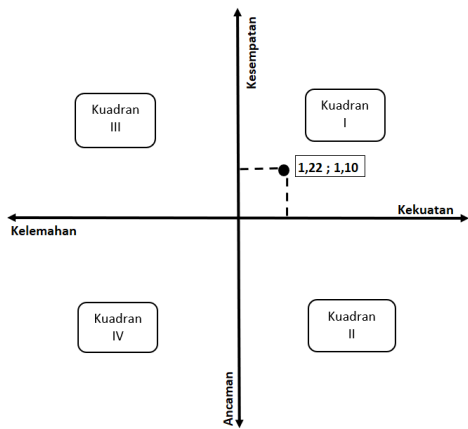 Kesempatan
Kuadran
III
Kuadran
I
1,22 ; 1,10
Kekuatan
Kelemahan
Kuadran
IV
Kuadran
II
Ancaman